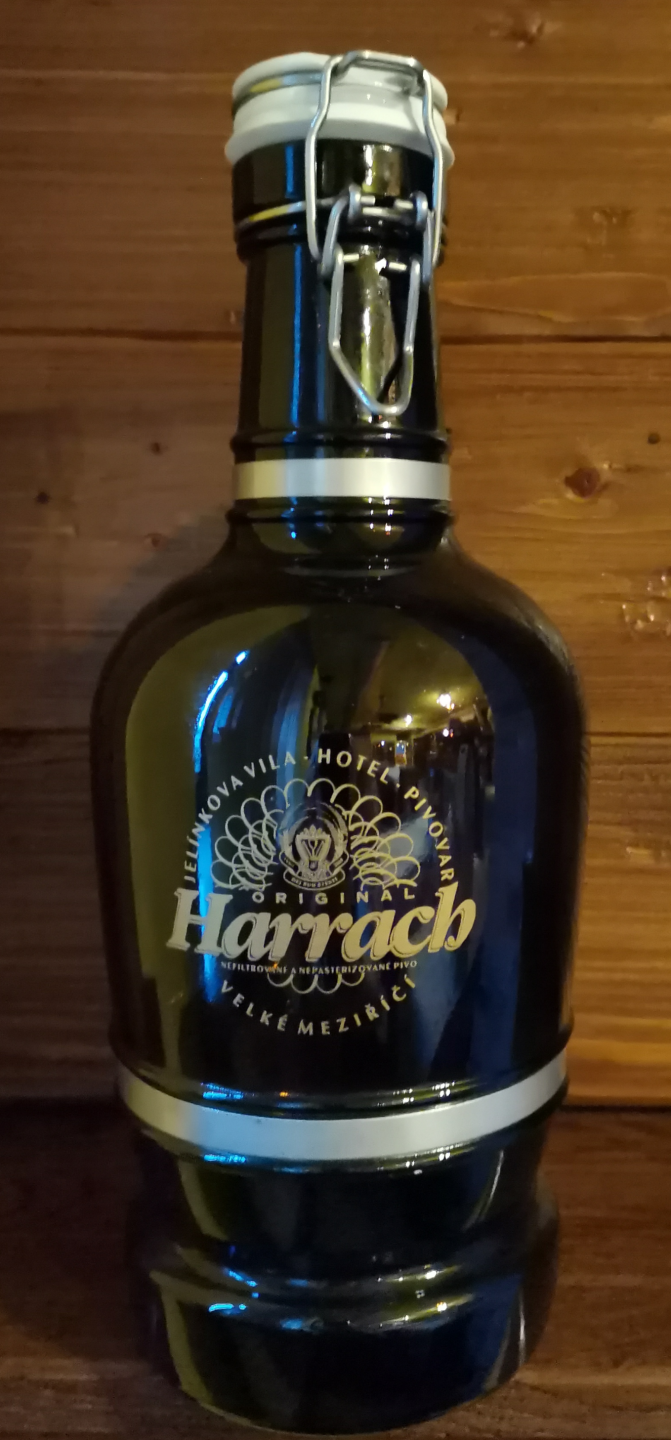 JELÍNKOVA VILA · HOTEL · PIVOVAR
ORIGINAL
Harrach
NEFILTROVANÉ A NEPASTERIZOVANÉ PIVO
VELKÉ MEZIŘÍČÍ